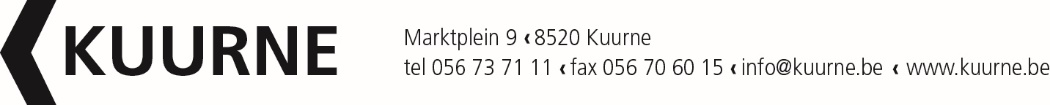 KUURNE
Marktplein 9 ‹ 8520 Kuurne
tel 056 73 71 11 ‹ fax 056 70 60 15 ‹ info@kuurne.be ‹ www.kuurne.be